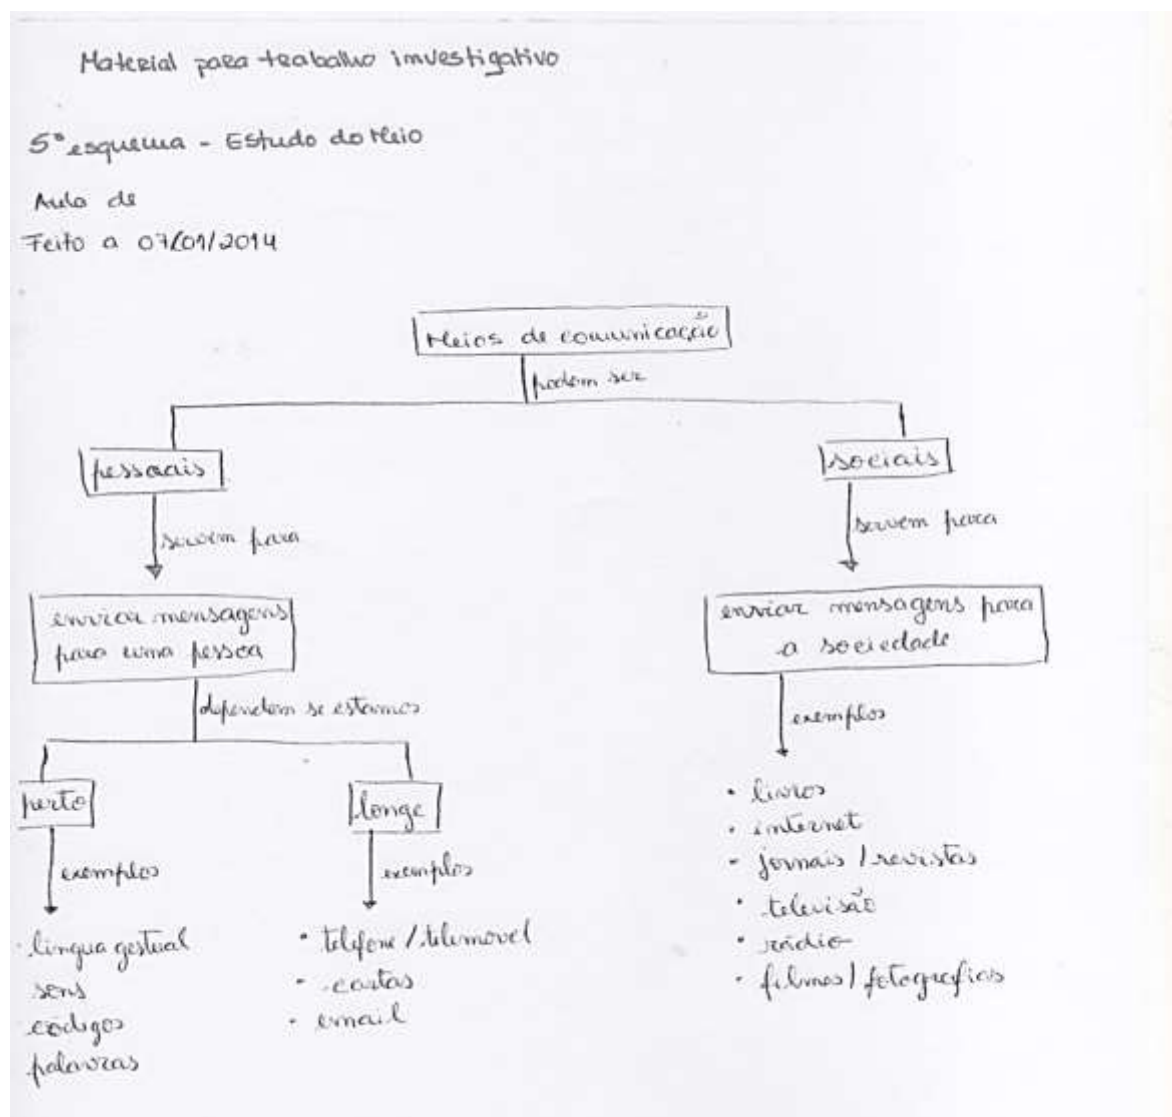 Material para trabalho investigativo
5º esquema - Estudo do Meio
Aula de
Feito a 07/01/2014
Meios de comunicação
podem ser
pessoais
sociais
servem para
servem para
enviar mensagens
para uma pessoa
enviar mensagens para
a sociedade
dependem se estamos
exemplos
perto
longe
exemplos
exemplos
• livros
• internet
- jornais / revistas
• televisão
• rádio
• filmes / fotografias
· lingua gestual
sons
códigos
palavras
• telefone / telemovel
- cartas
· email